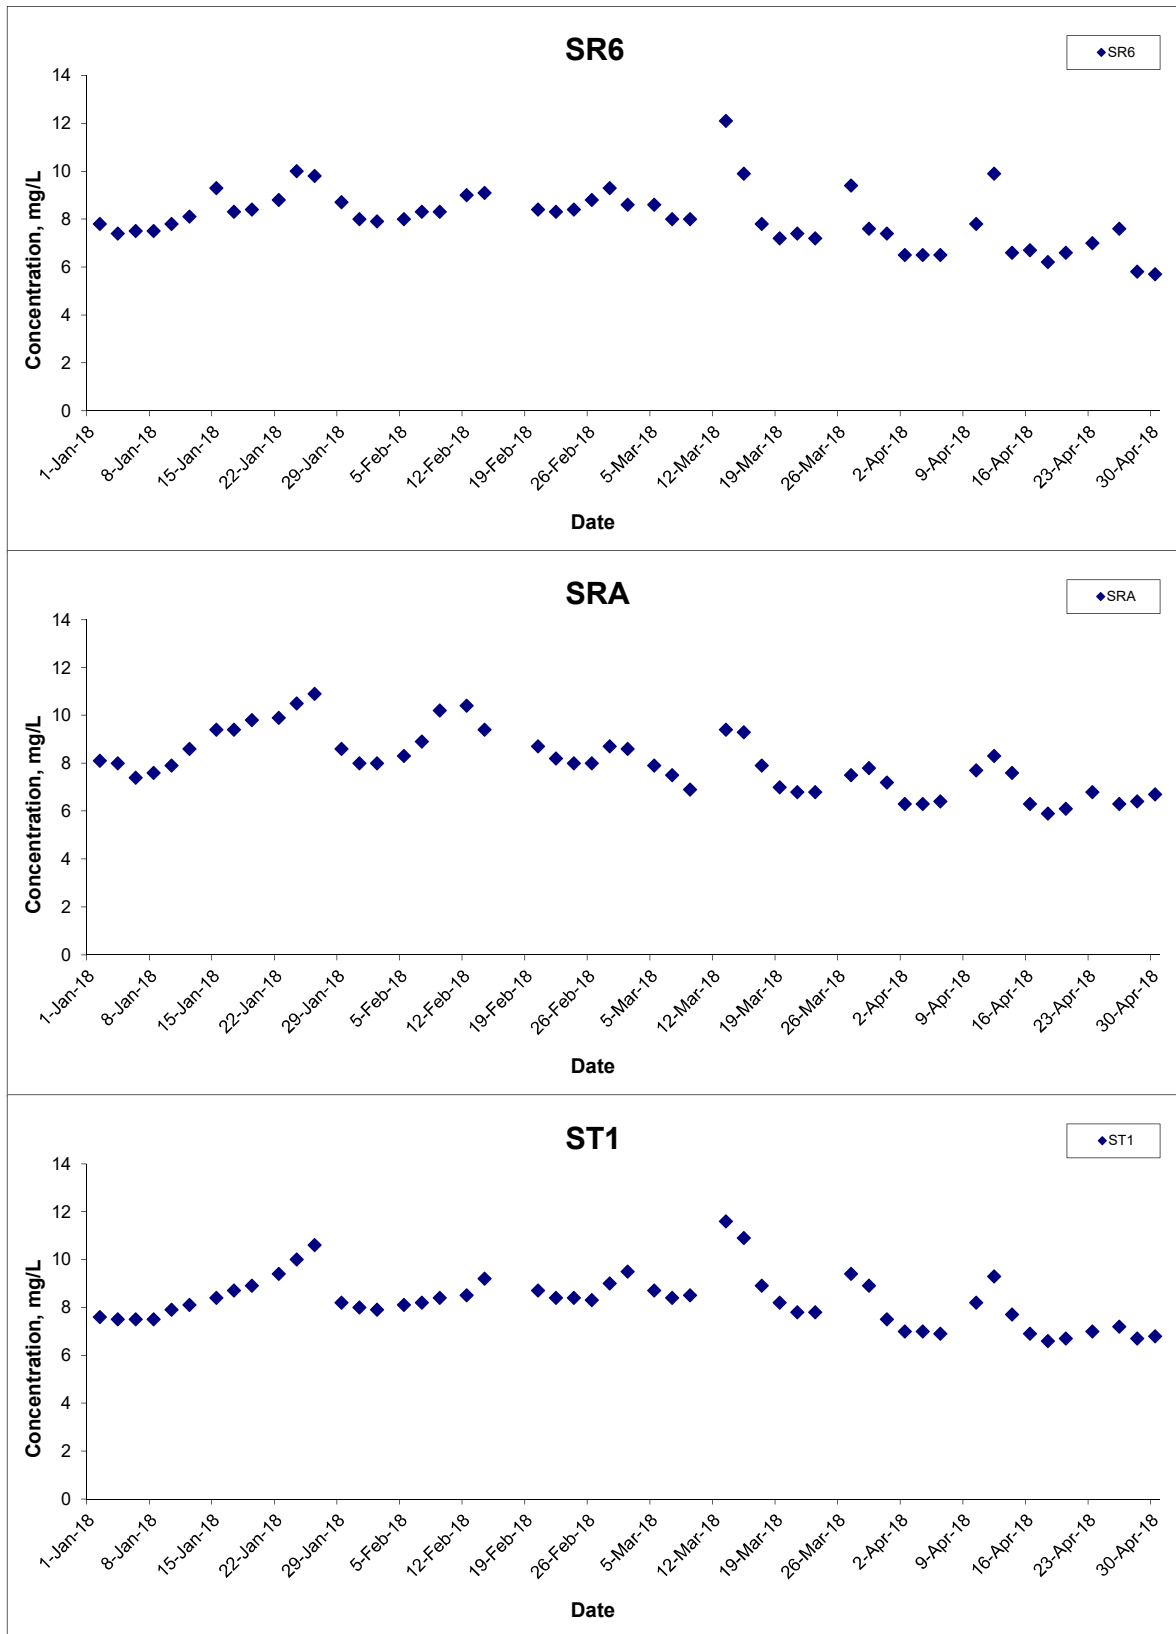 SR6
SR6
Concentration, mg/L
14
12
10
8
6
4
2
0
1-Jan-18 8-Jan-18 15-Jan-18 22-Jan-18 29-Jan-18 5-Feb-18 12-Feb-18 19-Feb-18 26-Feb-18 5-Mar-18 12-Mar-18 19-Mar-18 26-Mar-18 2-Apr-18 9-Apr-18 16-Apr-18 23-Apr-18 30-Apr-18
Date
SRA
SRA
Concentration, mg/L
14
12
10
8
6
4
2
0
1-Jan-18 8-Jan-18 15-Jan-18 22-Jan-18 29-Jan-18 5-Feb-18 12-Feb-18 19-Feb-18 26-Feb-18 5-Mar-18 12-Mar-18 19-Mar-18 26-Mar-18 2-Apr-18 9-Apr-18 16-Apr-18 23-Apr-18 30-Apr-18
Date
ST1
ST1
Concentration, mg/L
14
12
10
8
6
4
2
0
1-Jan-18 8-Jan-18 15-Jan-18 22-Jan-18 29-Jan-18 5-Feb-18 12-Feb-18 19-Feb-18 26-Feb-18 5-Mar-18 12-Mar-18 19-Mar-18 26-Mar-18 2-Apr-18 9-Apr-18 16-Apr-18 23-Apr-18 30-Apr-18
Date